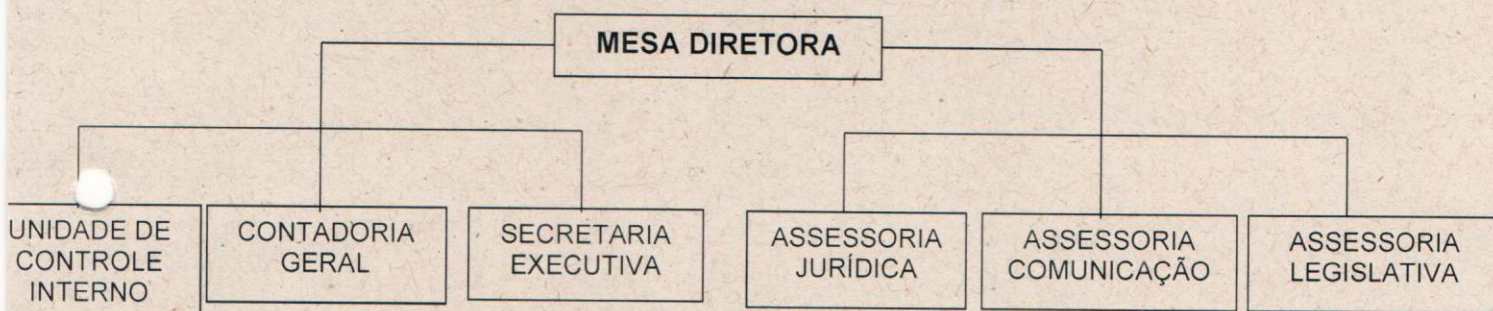 MESA DIRETORA
UNIDADE DE
CONTROLE
INTERNO
CONTADORIA
GERAL
SECRETARIA
EXECUTIVA
ASSESSORIA
JURÍDICA
ASSESSORIA
COMUNICAÇÃO
ASSESSORIA
LEGISLATIVA